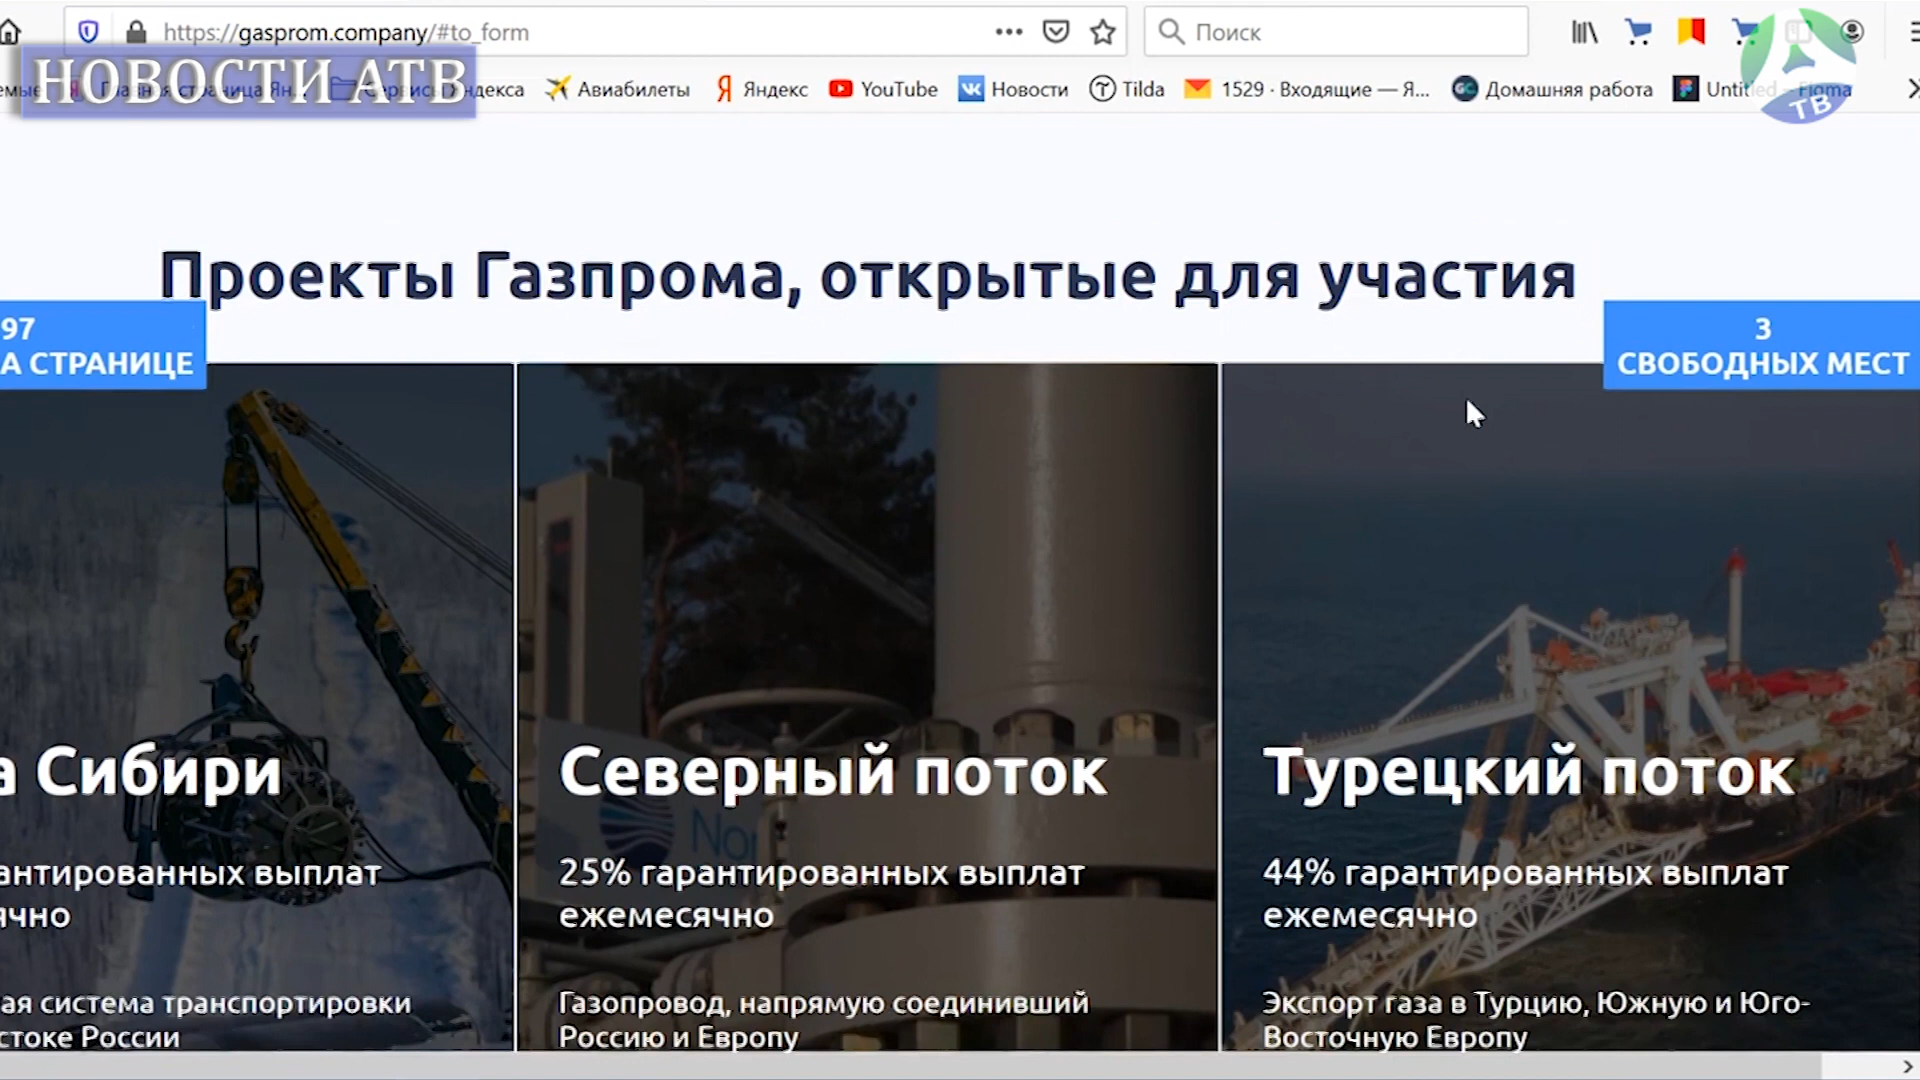 https://gasprom.company/#to_form
Поиск
НОВОСТИ АТВ
Авиабилеты
Яндекс
YouTube
Новости
Tilda
1529 · Входящие — Я...
Домашняя работа
ТВ
Проекты Газпрома, открытые для участия
97
А СТРАНИЦЕ
3
СВОБОДНЫХ МЕСТ
а Сибири
Северный поток
Турецкий поток
антированных выплат
ячно
25% гарантированных выплат
ежемесячно
44% гарантированных выплат
ежемесячно
ая система транспортировки
стоке России
Газопровод, напрямую соединивший
Россию и Европу
Экспорт газа в Турцию, Южную и Юго-
Восточную Европу